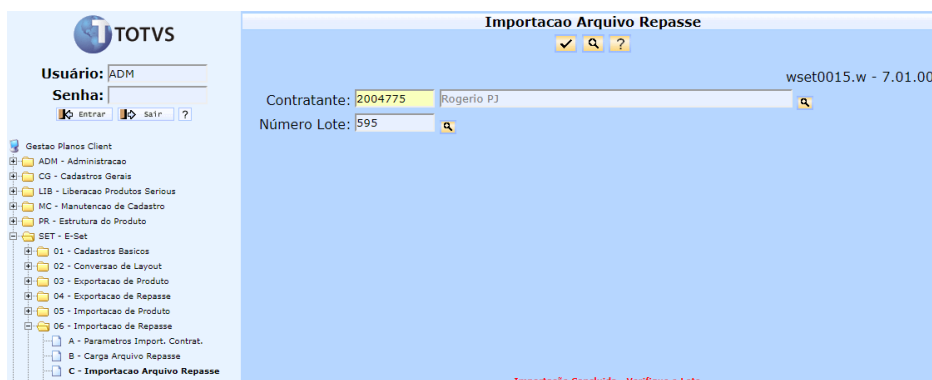 TOTVS
Usuário: ADM
Senha:
Entrar Sair ?
Gestao Planos Client
ADM - Administracao
CG - Cadastros Gerais
LIB - Liberacao Produtos Serious
MC - Manutencao de Cadastro
PR - Estrutura do Produto
SET - E-Set
01 - Cadastros Basicos
02 - Conversao de Layout
03 - Exportacao de Produto
04 - Exportacao de Repasse
05 - Importacao de Produto
06 - Importacao de Repasse
A - Parametros Import. Contrat.
B - Carga Arquivo Repasse
C - Importacao Arquivo Repasse
Importacao Arquivo Repasse
?
wset0015.w - 7.01.00
Contratante: 2004775 Rogerio PJ
Número Lote: 595